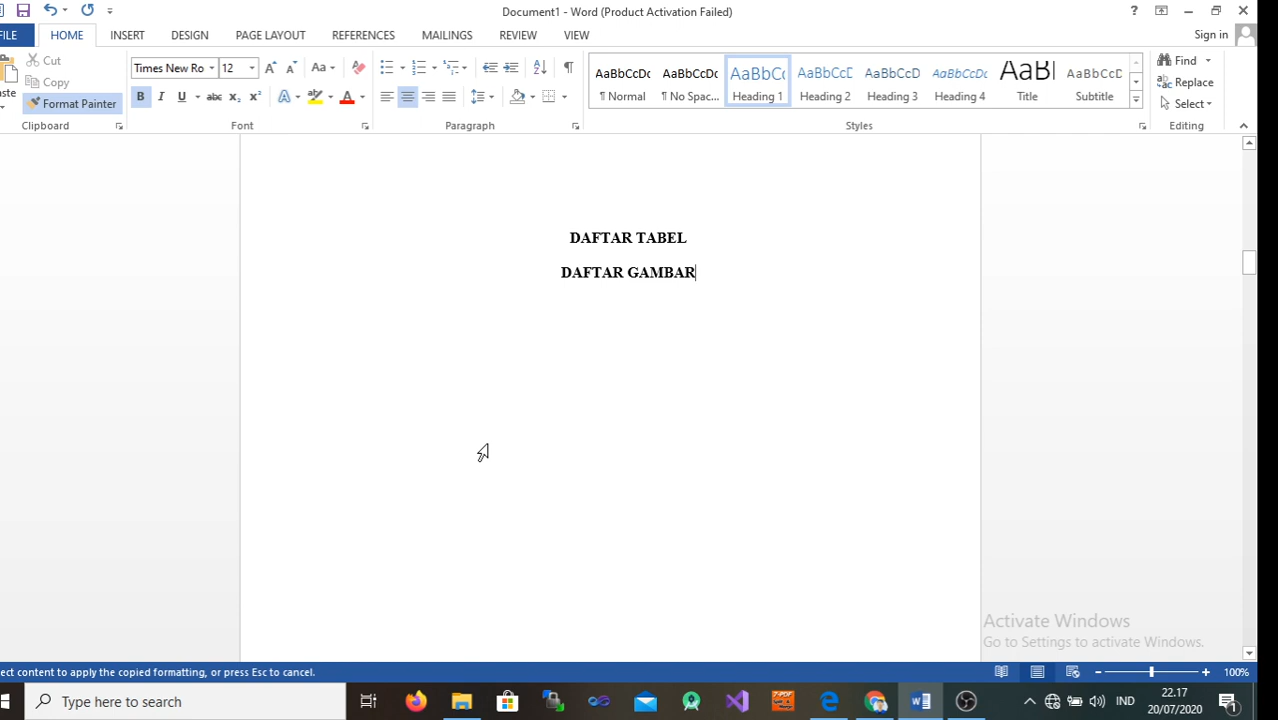 Document1 - Word (Product Activation Failed)
FILE HOME INSERT DESIGN PAGE LAYOUT REFERENCES MAILINGS REVIEW VIEW Sign in
Cut
Copy
Format Painter
Clipboard
Times New Ro 12
Font
Paragraph
AaBbCcDc AaBbCcDc AaBbC AaBbCcD AaBbCcD AaBbCcD AaBl AaBbCcD
¶ Normal ¶ No Spac... Heading 1 Heading 2 Heading 3 Heading 4 Title Subtitle
Styles
Find
Replace
Select
Editing
DAFTAR TABEL
DAFTAR GAMBAR
Activate Windows
Go to Settings to activate Windows.
ect content to apply the copied formatting, or press Esc to cancel.
100%
Type here to search
IND
22.17
20/07/2020